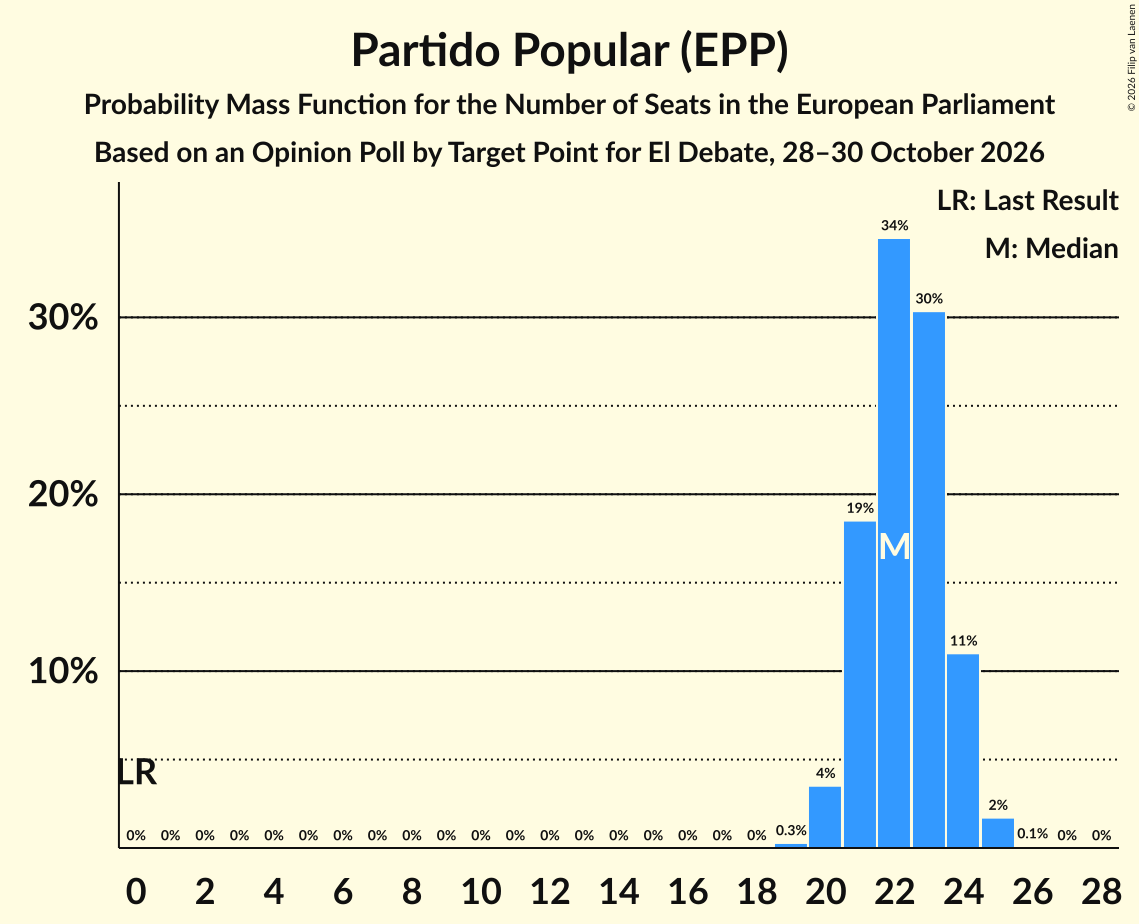 Partido Popular (EPP)
Probability Mass Function for the Number of Seats in the European Parliament
Based on an Opinion Poll by Target Point for El Debate, 28–30 October 2026
© 2026 Filip van Laenen
LR: Last Result
M: Median
30%
20%
10%
34%
30%
19%
M
11%
LR
4%
2%
0% 0% 0% 0% 0% 0% 0% 0% 0% 0% 0% 0% 0% 0% 0% 0% 0% 0% 0% 0.3% 0.1% 0% 0%
0 2 4 6 8 10 12 14 16 18 20 22 24 26 28